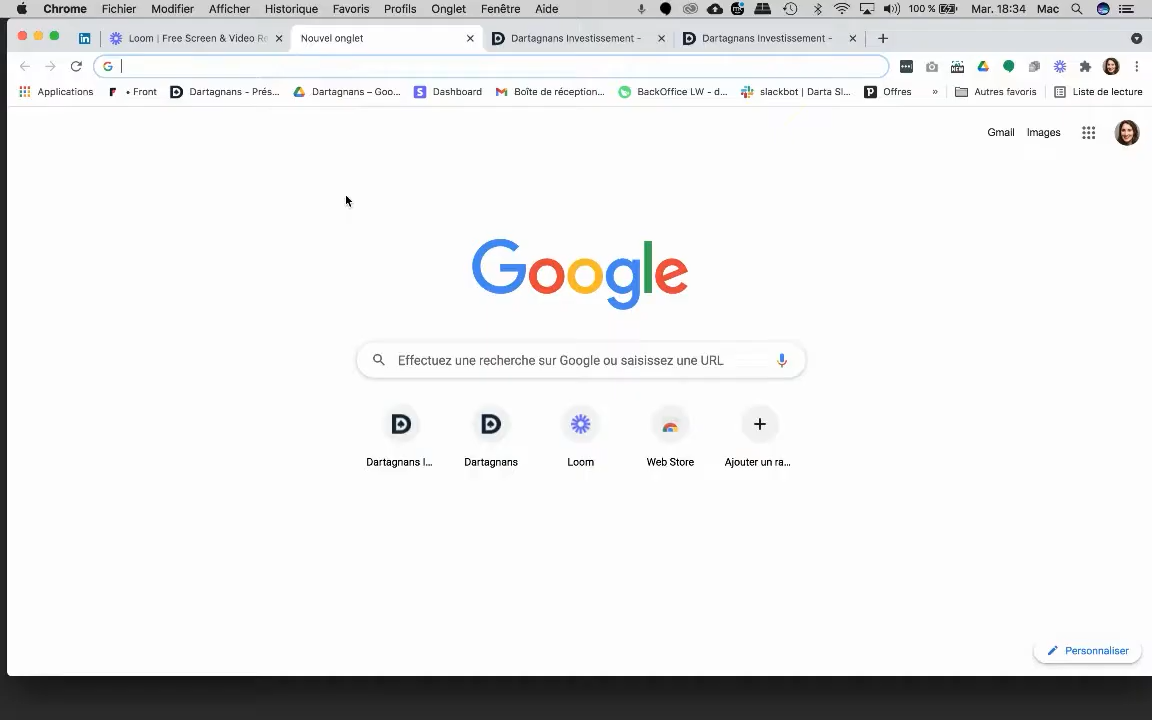 Chrome Fichier Modifier Afficher Historique Favoris Profils Onglet Fenêtre Aide 100 % Mar. 18:34 Mac
Loom | Free Screen & Video Re Nouvel onglet Dartagnans Investissement - Dartagnans Investissement -
Applications • Front Dartagnans - Prés... Dartagnans – Goo... Dashboard Boîte de réception... BackOffice LW - d... slackbot | Darta Sl... Offres » Autres favoris Liste de lecture
Gmail Images
Google
Effectuez une recherche sur Google ou saisissez une URL
Dartagnans I... Dartagnans Loom Web Store Ajouter un ra...
Personnaliser